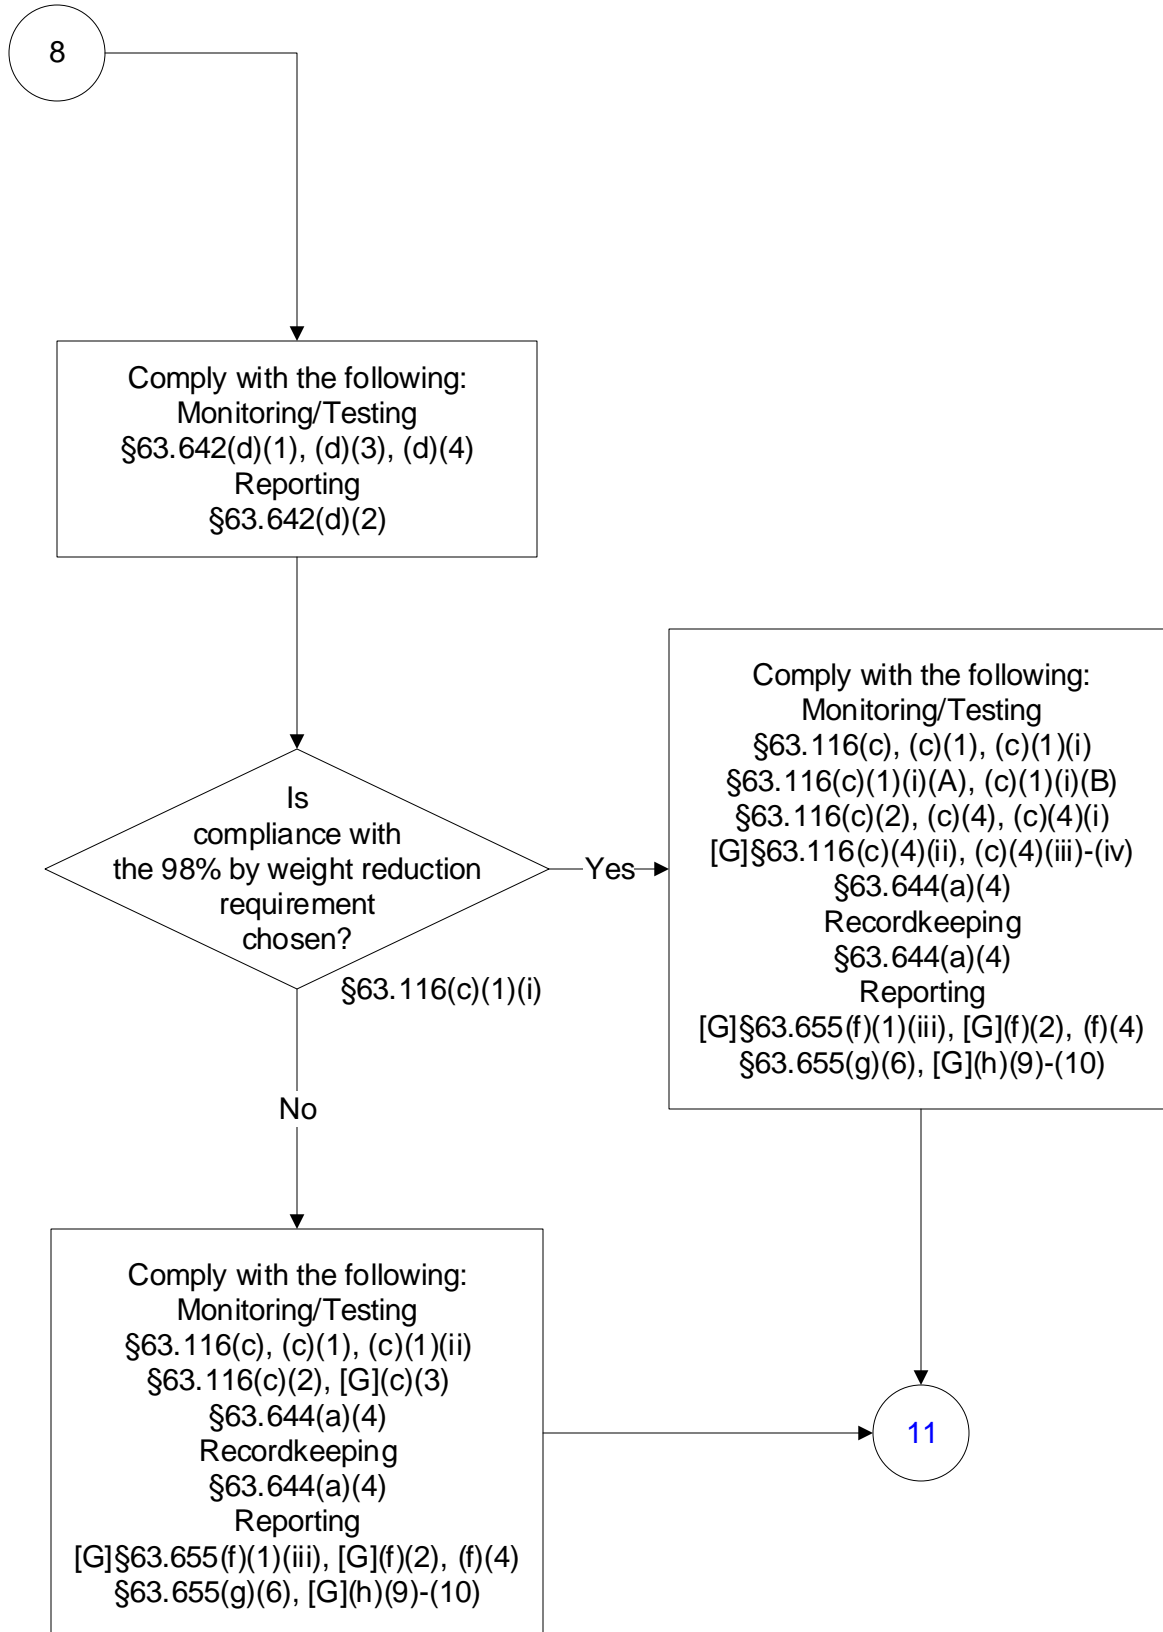 8
Comply with the following:
Monitoring/Testing
§63.642(d)(1), (d)(3), (d)(4)
Reporting
§63.642(d)(2)
Is
compliance with
the 98% by weight reduction
requirement
chosen?
§63.116(c)(1)(i)
Yes
Comply with the following:
Monitoring/Testing
§63.116(c), (c)(1), (c)(1)(i)
§63.116(c)(1)(i)(A), (c)(1)(i)(B)
§63.116(c)(2), (c)(4), (c)(4)(i)
[G]§63.116(c)(4)(ii), (c)(4)(iii)-(iv)
§63.644(a)(4)
Recordkeeping
§63.644(a)(4)
Reporting
[G]§63.655(f)(1)(iii), [G](f)(2), (f)(4)
§63.655(g)(6), [G](h)(9)-(10)
No
Comply with the following:
Monitoring/Testing
§63.116(c), (c)(1), (c)(1)(ii)
§63.116(c)(2), [G](c)(3)
§63.644(a)(4)
Recordkeeping
§63.644(a)(4)
Reporting
[G]§63.655(f)(1)(iii), [G](f)(2), (f)(4)
§63.655(g)(6), [G](h)(9)-(10)
11